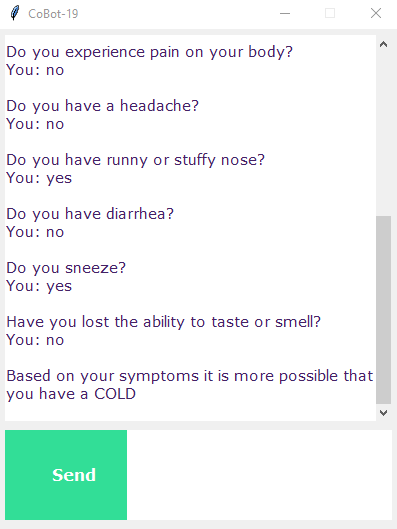 CoBot-19
Do you experience pain on your body?
You: no
Do you have a headache?
You: no
Do you have runny or stuffy nose?
You: yes
Do you have diarrhea?
You: no
Do you sneeze?
You: yes
Have you lost the ability to taste or smell?
You: no
Based on your symptoms it is more possible that
you have a COLD
Send